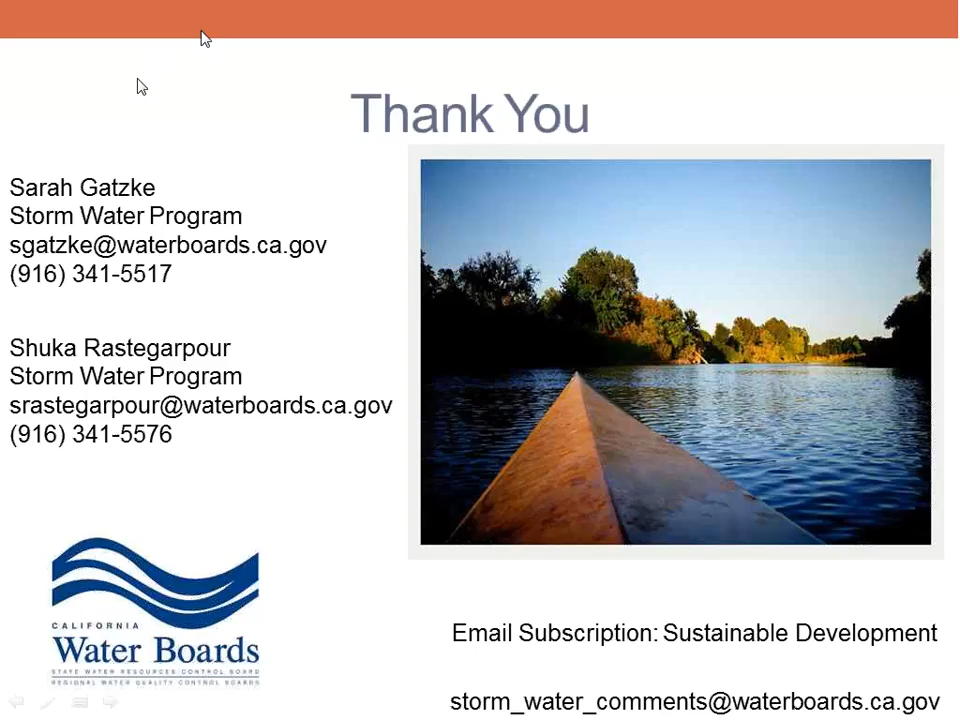 Thank You
Sarah Gatzke
Storm Water Program
sgatzke@waterboards.ca.gov
(916) 341-5517
Shuka Rastegarpour
Storm Water Program
srastegarpour@waterboards.ca.gov
(916) 341-5576
CALIFORNIA
Water Boards
STATE WATER RESOURCES CONTROL BOARD
REGIONAL WATER QUALITY CONTROL BOARDS
Email Subscription: Sustainable Development
storm_water_comments@waterboards.ca.gov